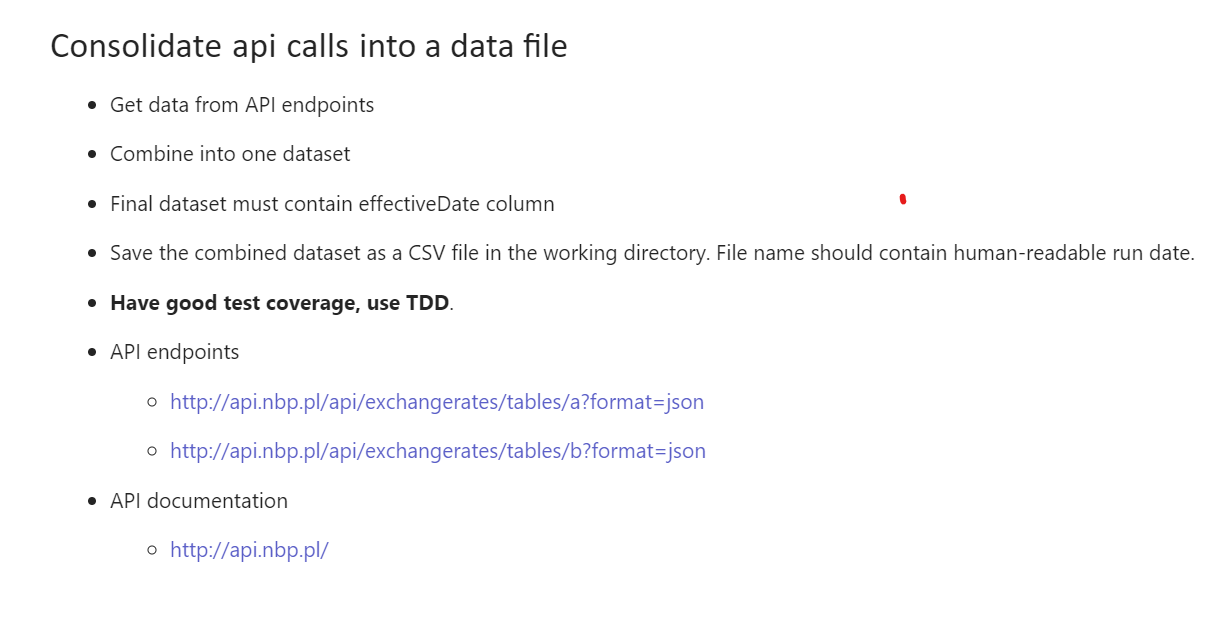 Consolidate api calls into a data file
• Get data from API endpoints
• Combine into one dataset
• Final dataset must contain effectiveDate column
• Save the combined dataset as a CSV file in the working directory. File name should contain human-readable run date.
• Have good test coverage, use TDD.
• API endpoints
○ http://api.nbp.pl/api/exchangerates/tables/a?format=json
○ http://api.nbp.pl/api/exchangerates/tables/b?format=json
• API documentation
○ http://api.nbp.pl/